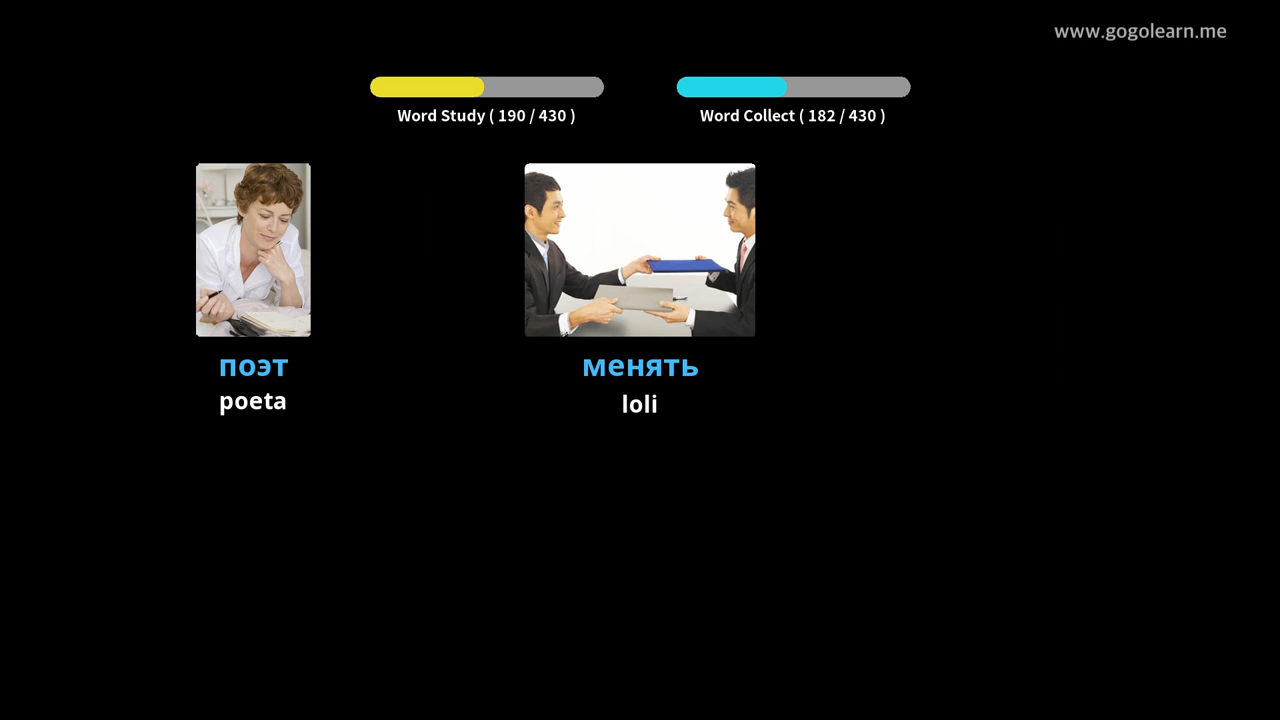 www.gogolearn.me
Word Study ( 190 / 430 )
Word Collect ( 182 / 430 )
поэт
poeta
менять
loli